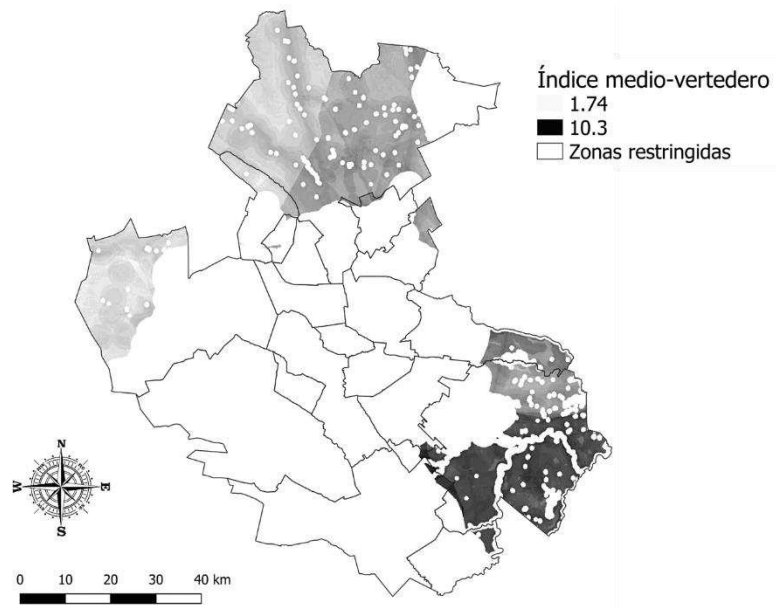 Índice medio-vertedero
1.74
10.3
Zonas restringidas
N
W E
S
0 10 20 30 40 km